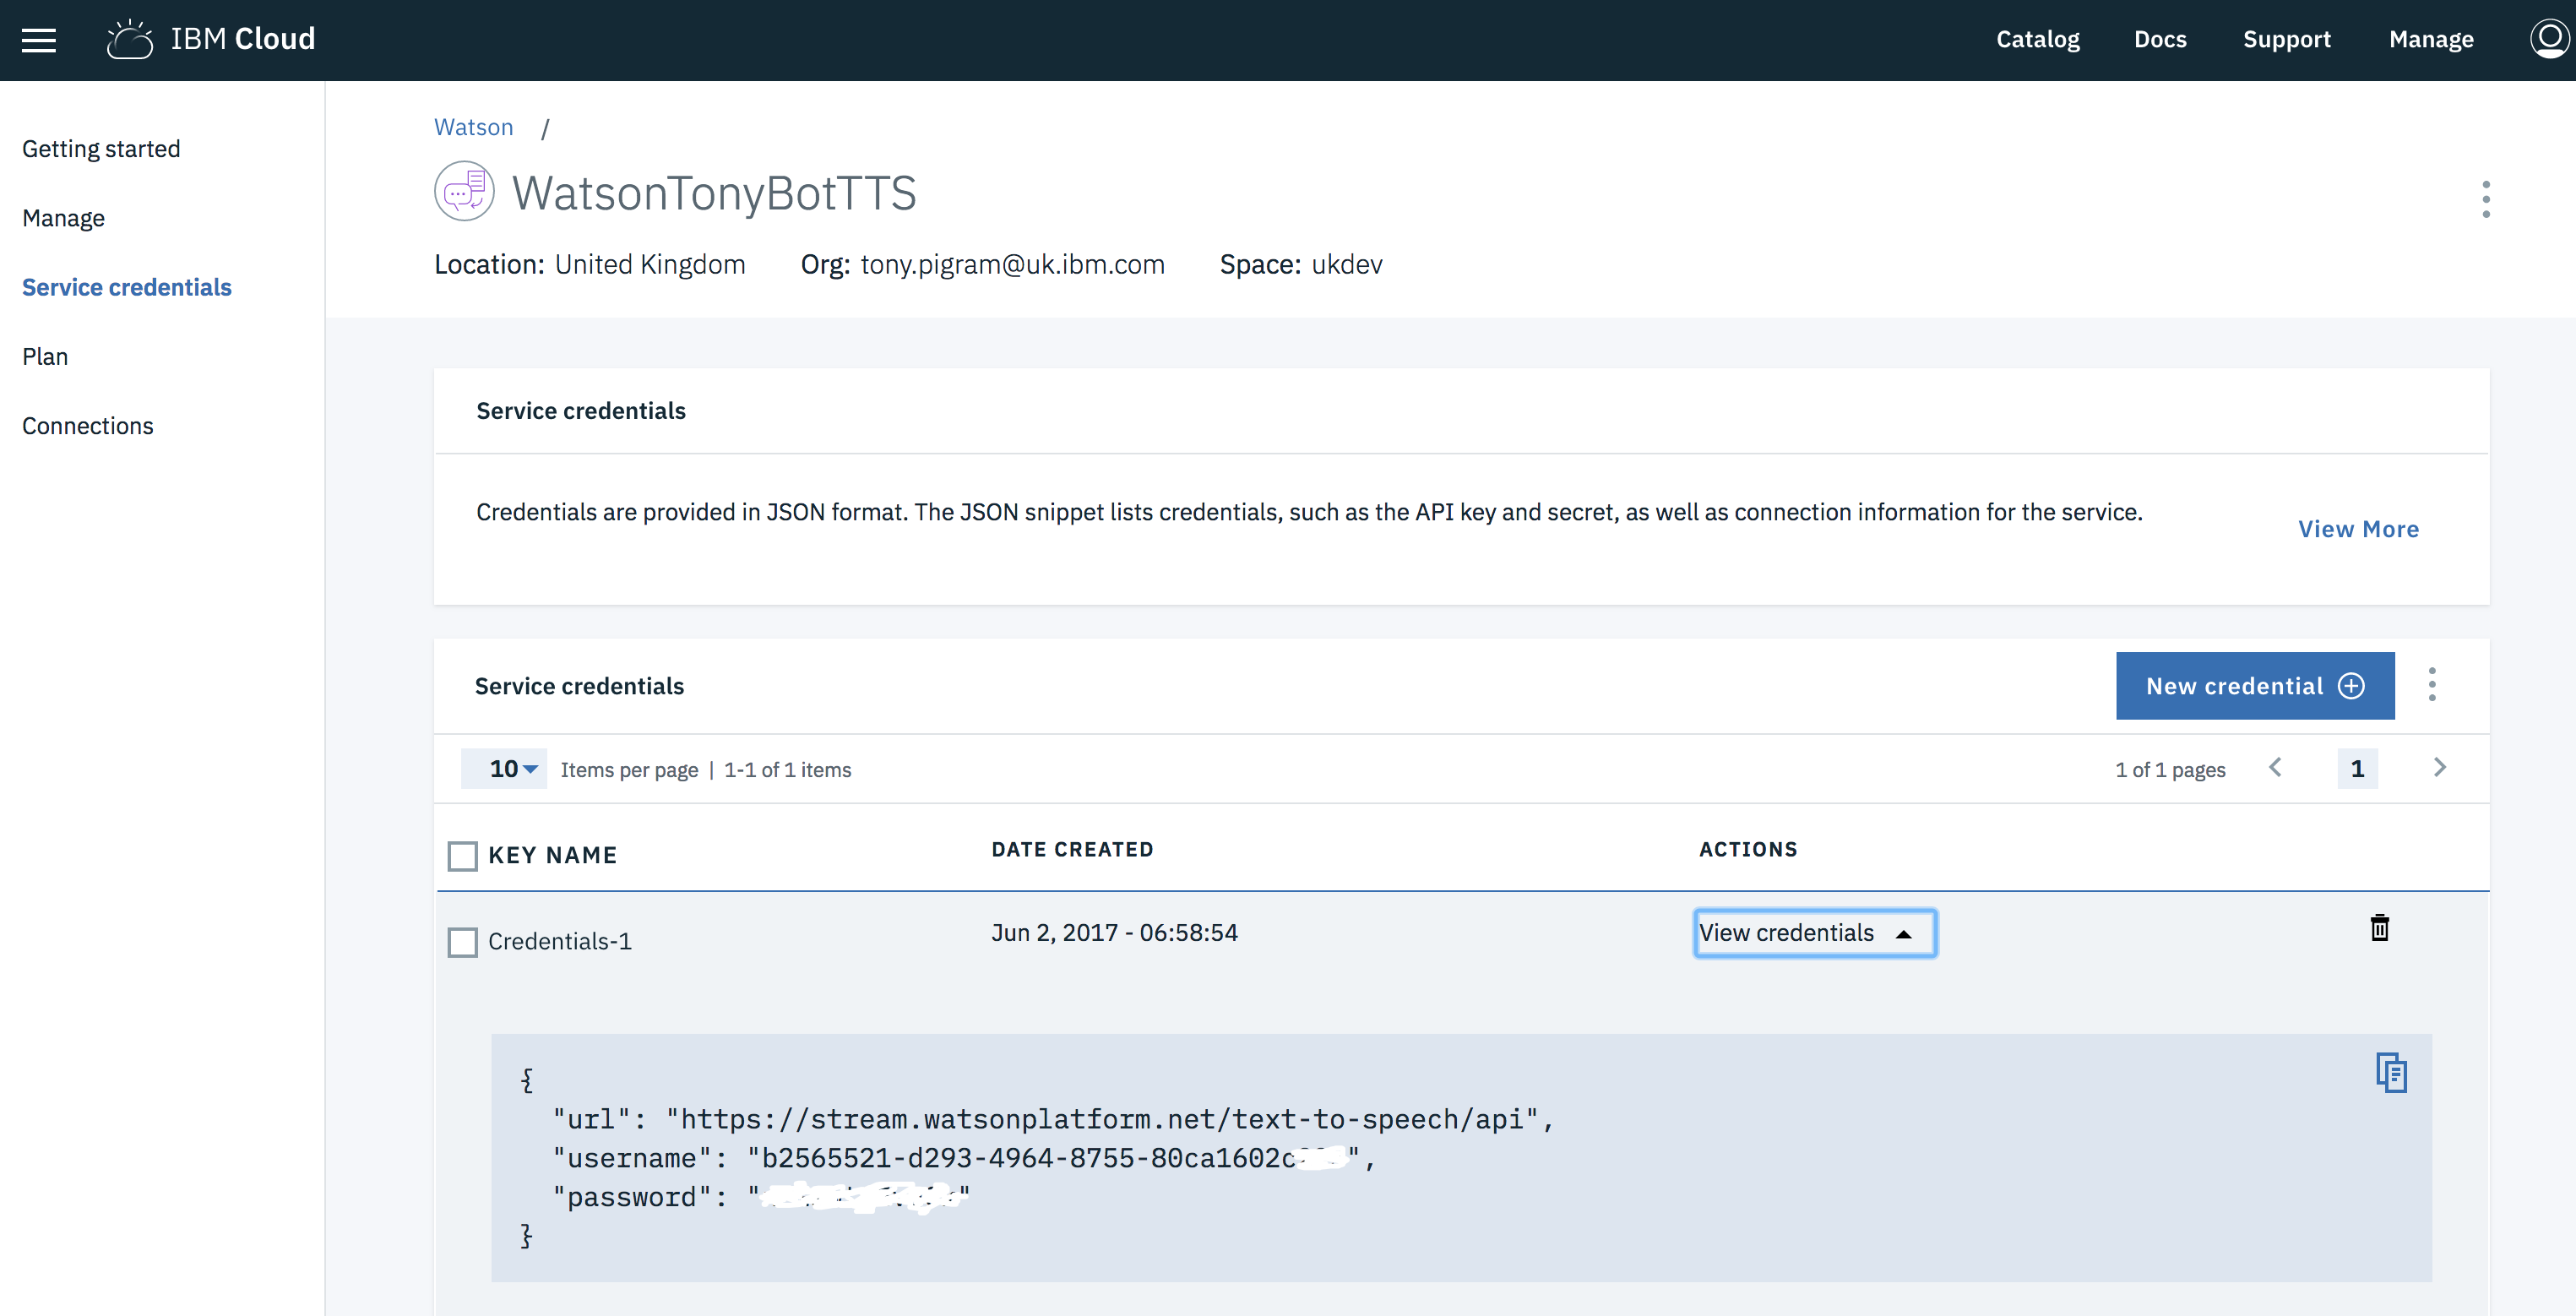 IBM Cloud
Catalog Docs Support Manage
Getting started
Manage
Service credentials
Plan
Connections
Watson /
WatsonTonyBotTTS
Location: United Kingdom Org: tony.pigram@uk.ibm.com Space: ukdev
Service credentials
Credentials are provided in JSON format. The JSON snippet lists credentials, such as the API key and secret, as well as connection information for the service.
View More
Service credentials
New credential
10 Items per page | 1-1 of 1 items
1 of 1 pages 1
KEY NAME DATE CREATED ACTIONS
Credentials-1 Jun 2, 2017 - 06:58:54 View credentials
{
"url": "https://stream.watsonplatform.net/text-to-speech/api",
"username": "b2565521-d293-4964-8755-80ca1602c",
"password": ""
}